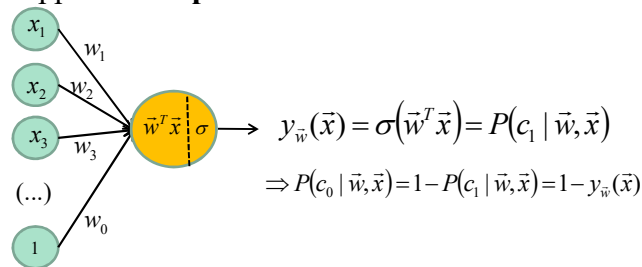 x₁
w₁
x₂
w₂
x₃
w₃
(...)
w₀
1
w⃗ᵀx⃗ σ
y_w⃗(x⃗) = σ(w⃗ᵀx⃗) = P(c₁ | w⃗, x⃗)
⇒ P(c₀ | w⃗, x⃗) = 1 − P(c₁ | w⃗, x⃗) = 1 − y_w⃗(x⃗)